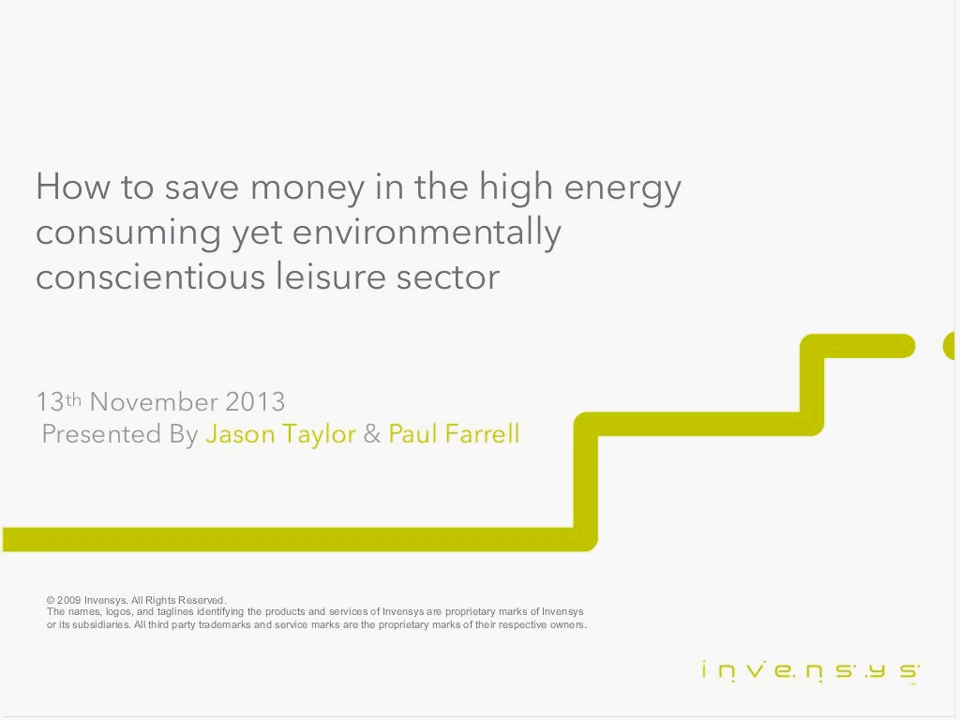 How to save money in the high energy
consuming yet environmentally
conscientious leisure sector
13th November 2013
Presented By Jason Taylor & Paul Farrell
© 2009 Invensys. All Rights Reserved.
The names, logos, and taglines identifying the products and services of Invensys are proprietary marks of Invensys
or its subsidiaries. All third party trademarks and service marks are the proprietary marks of their respective owners.
invensys
™